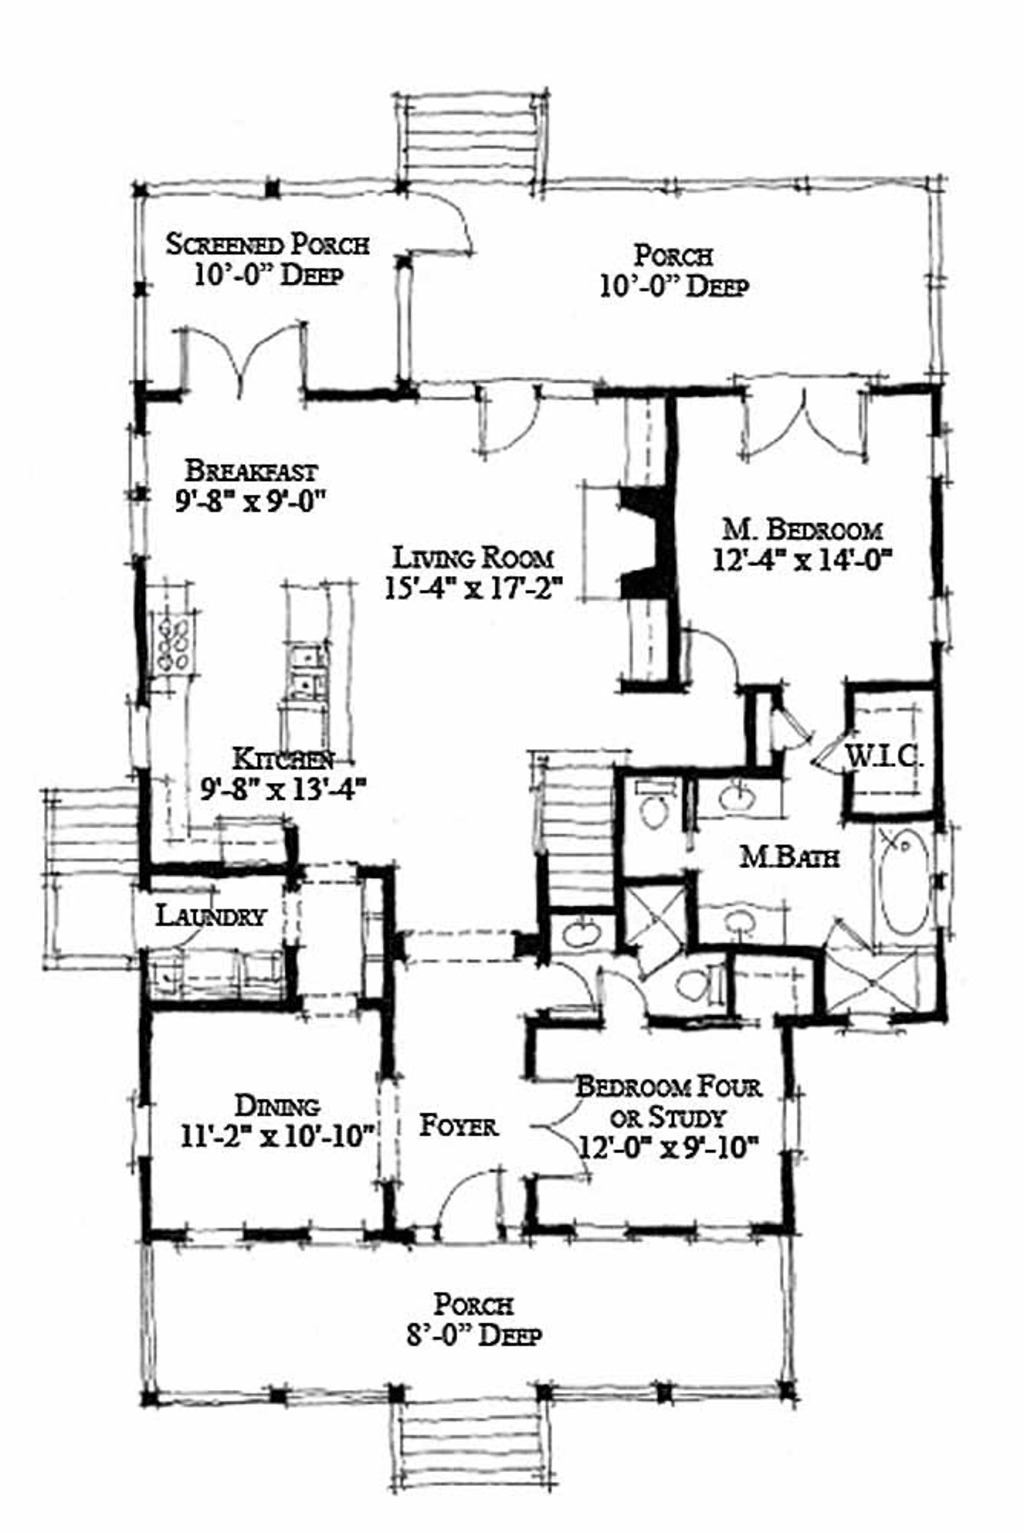 SCREENED PORCH
10'-0" DEEP
PORCH
10'-0" DEEP
BREAKFAST
9'-8" x 9'-0"
LIVING ROOM
15'-4" x 17'-2"
M. BEDROOM
12'-4" x 14'-0"
KITCHEN
9'-8" x 13'-4"
W.I.C.
M.BATH
LAUNDRY
DINING
11'-2" x 10'-10"
FOYER
BEDROOM FOUR
OR STUDY
12'-0" x 9'-10"
PORCH
8'-0" DEEP